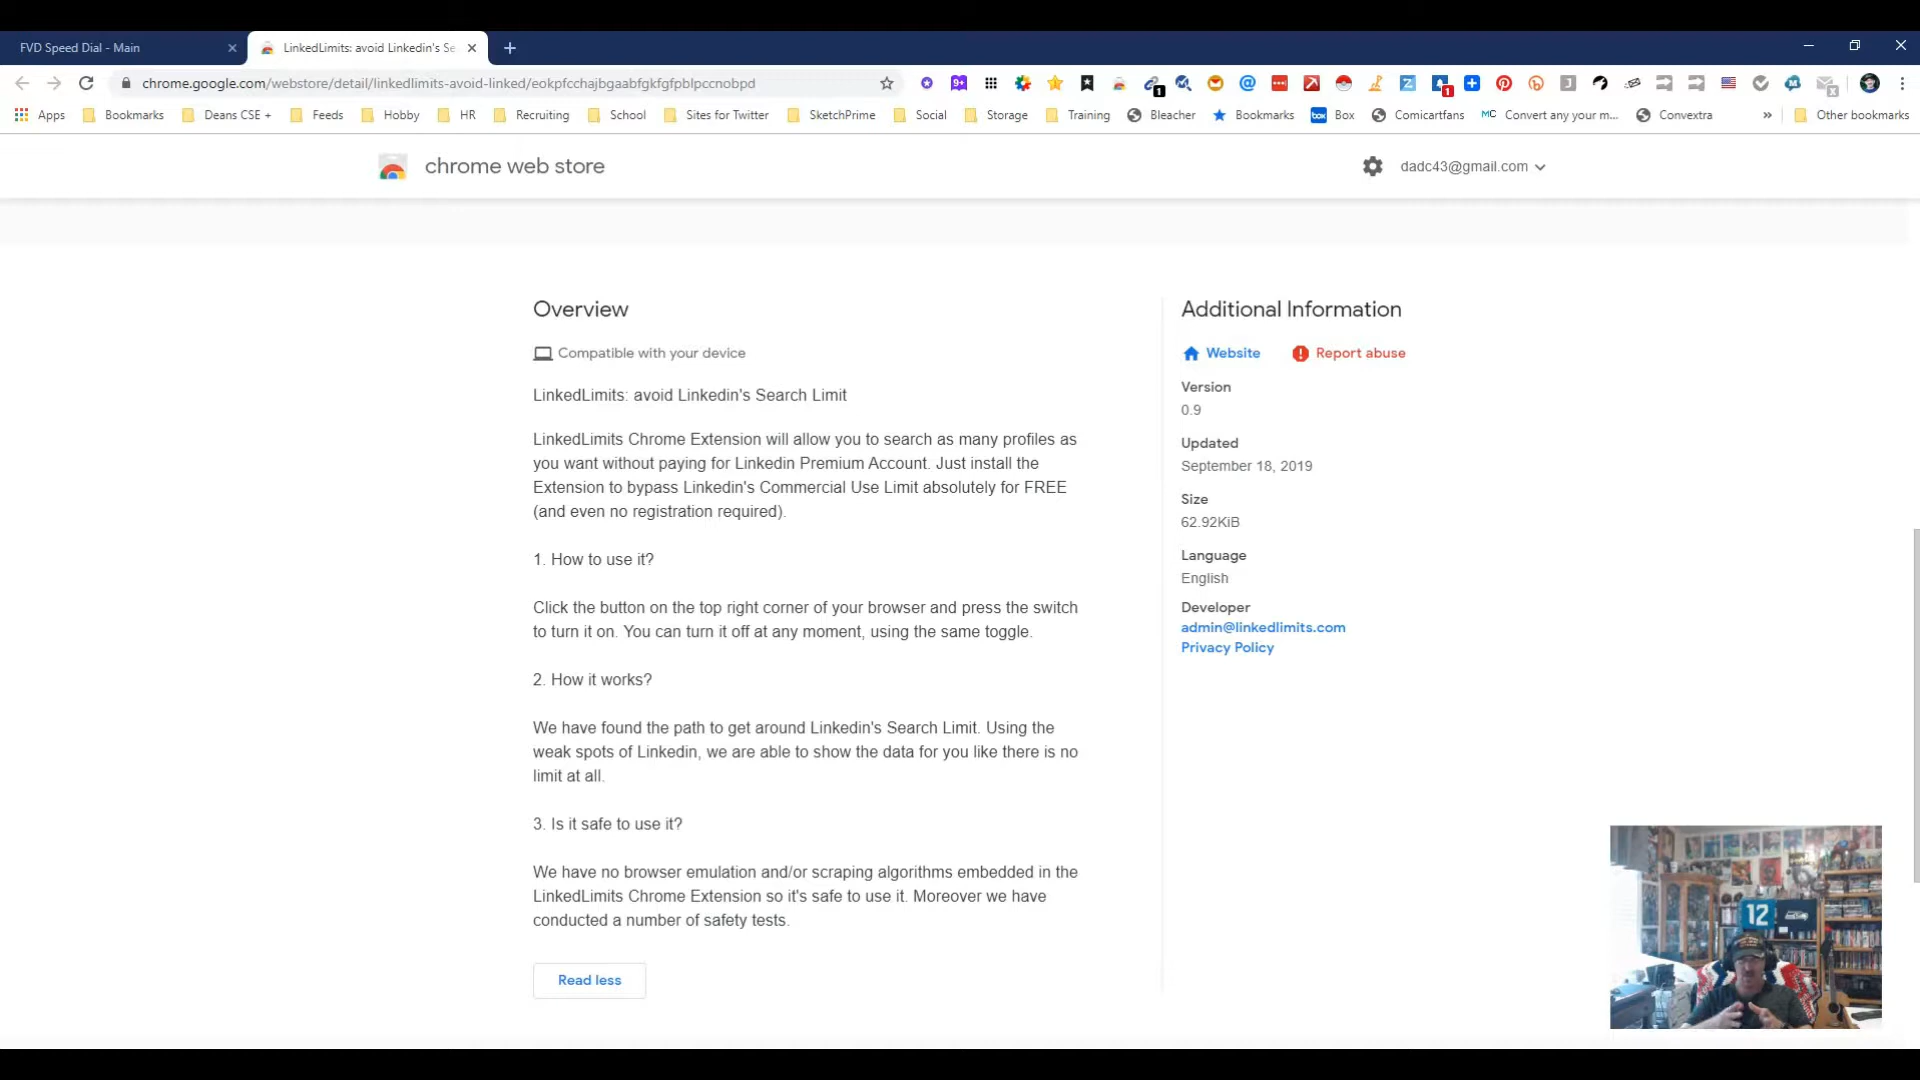 FVD Speed Dial - Main
LinkedLimits: avoid Linkedin's Se
chrome.google.com/webstore/detail/linkedlimits-avoid-linked/eokpfcchajbgaabfgkfgfpblpccnobpd
9+
1
1
Apps
Bookmarks
Deans CSE +
Feeds
Hobby
HR
Recruiting
School
Sites for Twitter
SketchPrime
Social
Storage
Training
Bleacher
Bookmarks
box Box
Comicartfans
MC Convert any your m...
Convextra
»
Other bookmarks
chrome web store
dadc43@gmail.com
Overview
Compatible with your device
LinkedLimits: avoid Linkedin's Search Limit
LinkedLimits Chrome Extension will allow you to search as many profiles as
you want without paying for Linkedin Premium Account. Just install the
Extension to bypass Linkedin's Commercial Use Limit absolutely for FREE
(and even no registration required).
1. How to use it?
Click the button on the top right corner of your browser and press the switch
to turn it on. You can turn it off at any moment, using the same toggle.
2. How it works?
We have found the path to get around Linkedin's Search Limit. Using the
weak spots of Linkedin, we are able to show the data for you like there is no
limit at all.
3. Is it safe to use it?
We have no browser emulation and/or scraping algorithms embedded in the
LinkedLimits Chrome Extension so it's safe to use it. Moreover we have
conducted a number of safety tests.
Read less
Additional Information
Website
Report abuse
Version
0.9
Updated
September 18, 2019
Size
62.92KiB
Language
English
Developer
admin@linkedlimits.com
Privacy Policy
12